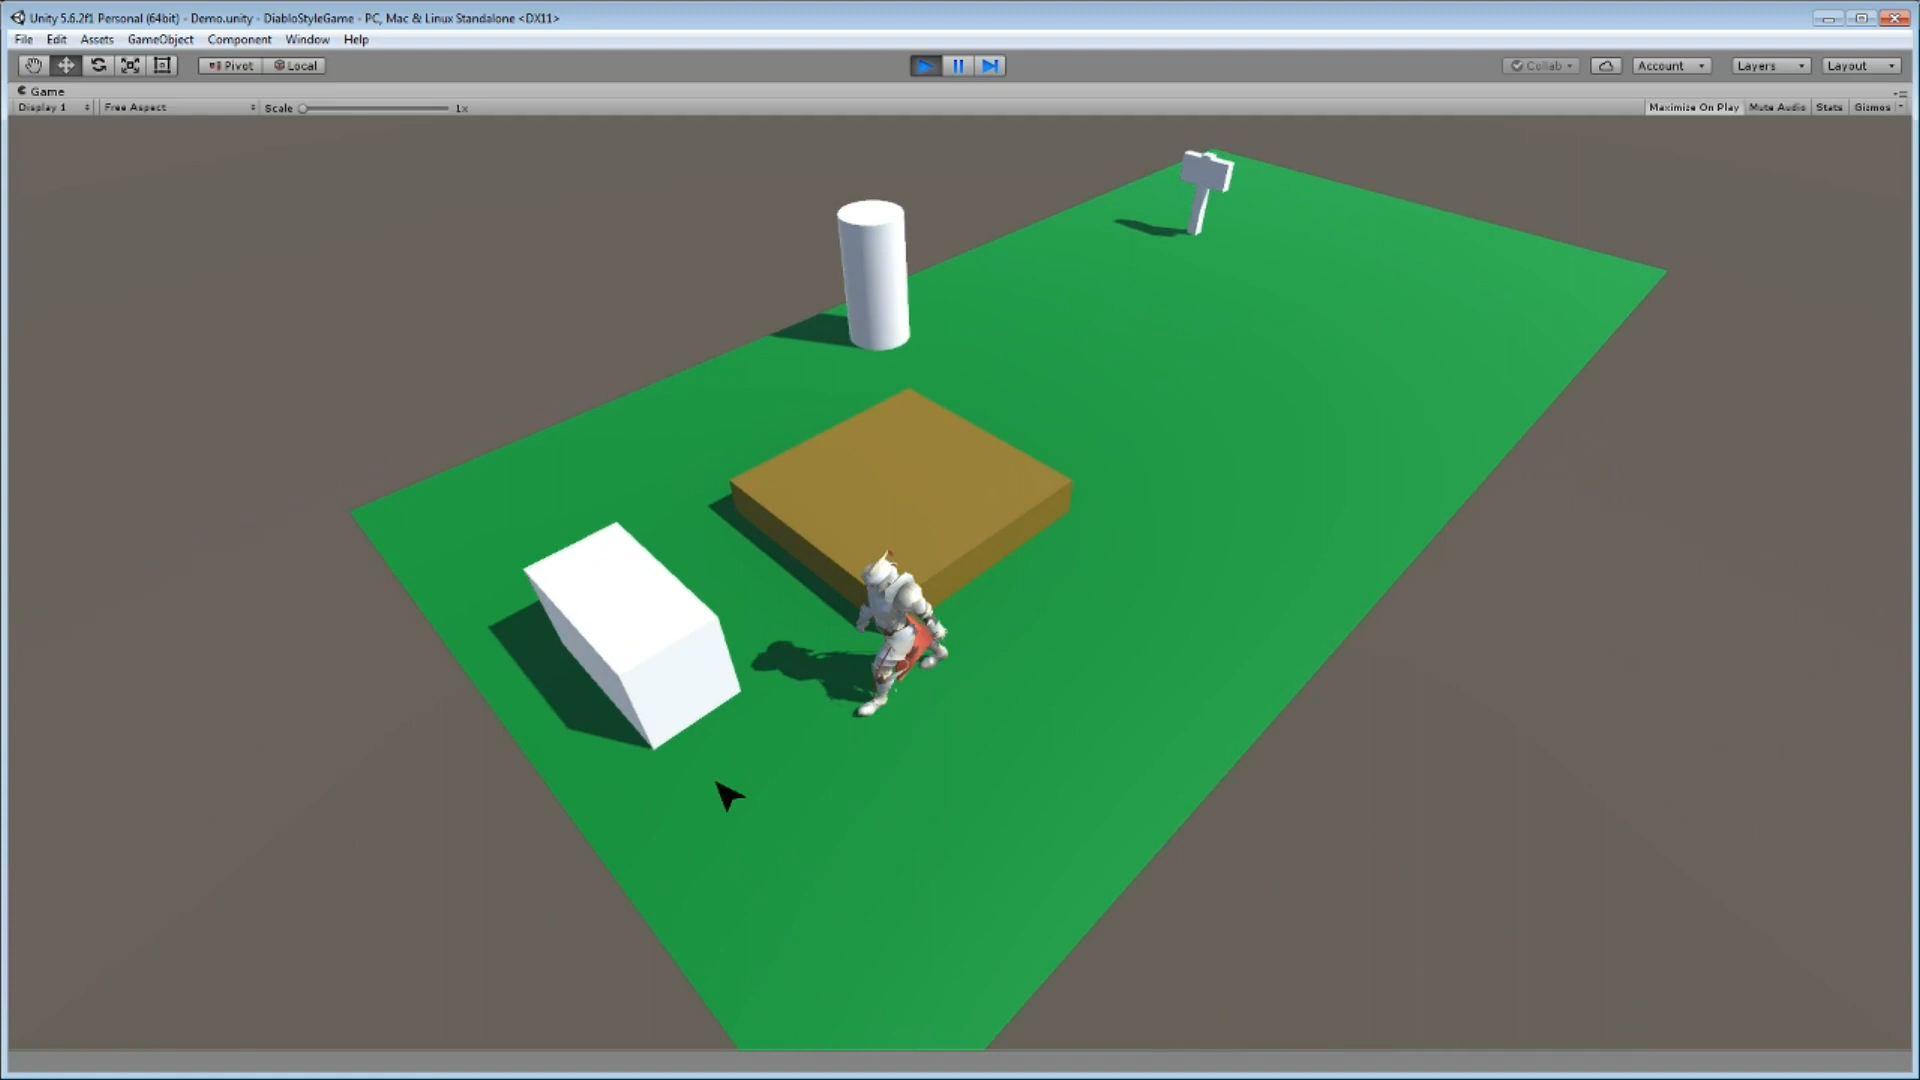 Unity 5.6.2f1 Personal (64bit) - Demo.unity - DiabloStyleGame - PC, Mac & Linux Standalone <DX11>
File Edit Assets GameObject Component Window Help
Pivot Local Collab Account Layers Layout
Game
Display 1 Free Aspect Scale 1x Maximize On Play Mute Audio Stats Gizmos